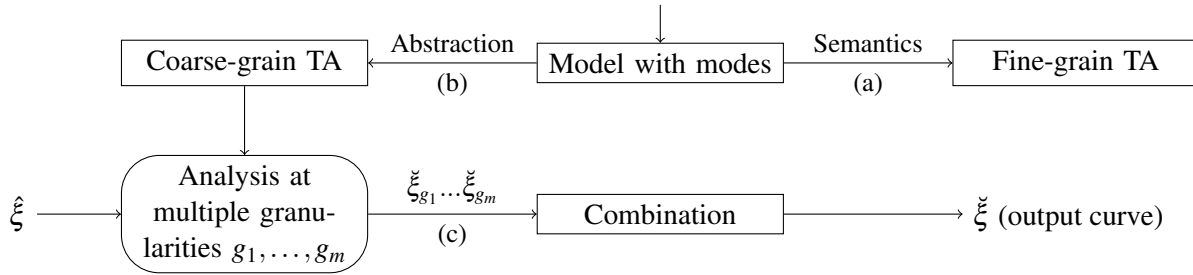 Coarse-grain TA
Abstraction
(b)
Model with modes
Semantics
(a)
Fine-grain TA
ξ̂
Analysis at
multiple granu-
larities g₁,…,gₘ
ξ̆g₁...ξ̆gₘ
(c)
Combination
ξ̆ (output curve)